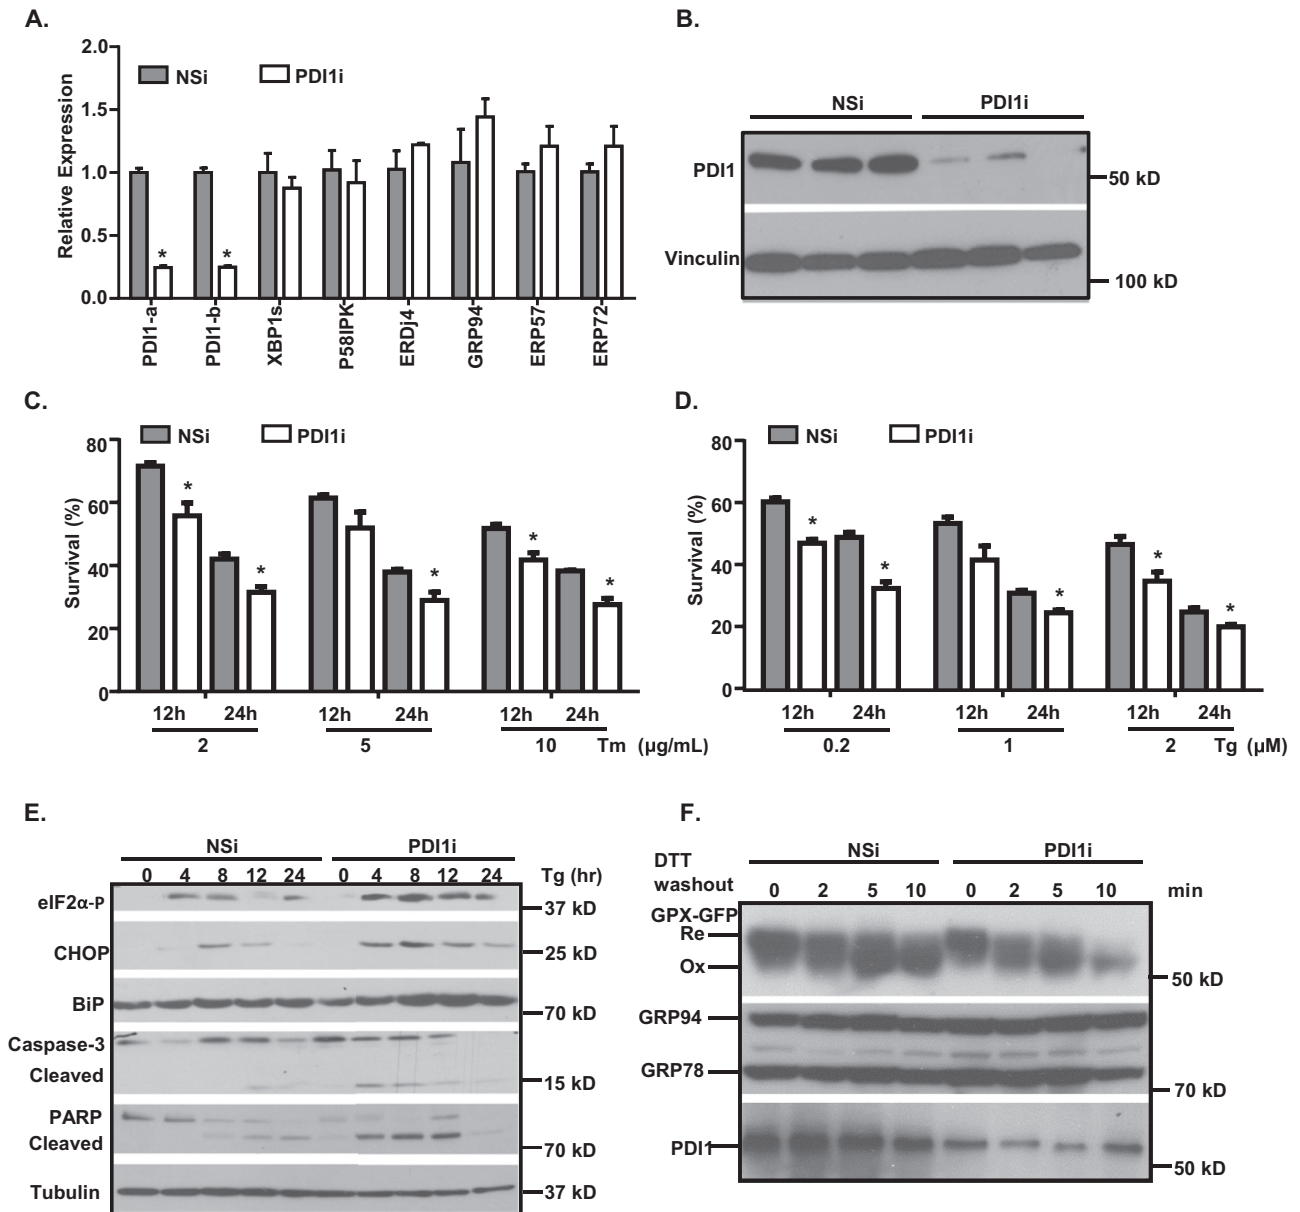 A.
2.0
1.5
1.0
0.5
0.0
Relative Expression
NSi PDI1i
*
*
PDI1-a PDI1-b XBP1s P58IPK ERDj4 GRP94 ERP57 ERP72
B.
NSi PDI1i
PDI1
50 kD
Vinculin
100 kD
C.
80
60
40
20
0
Survival (%)
NSi PDI1i
* * * * *
12h 24h 12h 24h 12h 24h
2 5 10 Tm (µg/mL)
D.
80
60
40
20
0
Survival (%)
NSi PDI1i
* * * * *
12h 24h 12h 24h 12h 24h
0.2 1 2 Tg (µM)
E.
NSi PDI1i
0 4 8 12 24 0 4 8 12 24 Tg (hr)
eIF2α-P
37 kD
CHOP
25 kD
BiP
70 kD
Caspase-3
Cleaved
15 kD
PARP
Cleaved
70 kD
Tubulin
37 kD
F.
NSi PDI1i
DTT
washout
0 2 5 10 0 2 5 10 min
GPX-GFP
Re
Ox
50 kD
GRP94
GRP78
70 kD
PDI1
50 kD